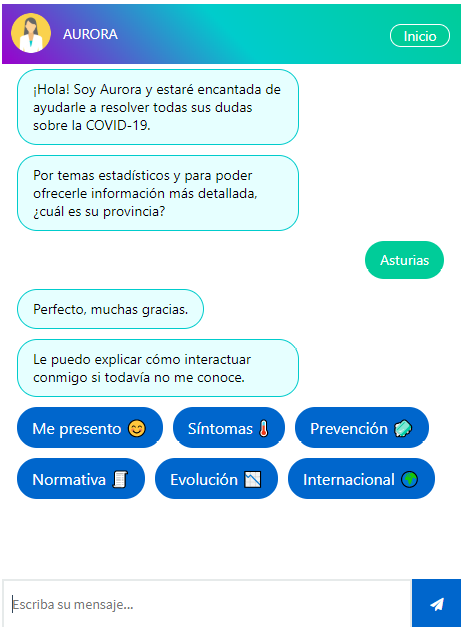 AURORA
Inicio
¡Hola! Soy Aurora y estaré encantada de
ayudarle a resolver todas sus dudas
sobre la COVID-19.
Por temas estadísticos y para poder
ofrecerle información más detallada,
¿cuál es su provincia?
Asturias
Perfecto, muchas gracias.
Le puedo explicar cómo interactuar
conmigo si todavía no me conoce.
Me presento 😊 Síntomas 🌡️ Prevención 🧼
Normativa 📜 Evolución 📉 Internacional 🌍
Escriba su mensaje...